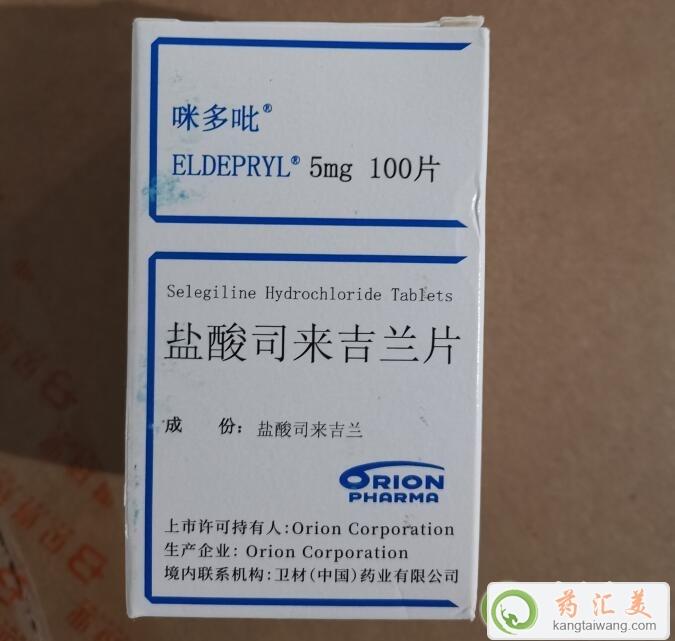 咪多吡®
ELDEPRYL® 5mg 100片
Selegiline Hydrochloride Tablets
盐酸司来吉兰片
成 份: 盐酸司来吉兰
ORION
PHARMA
上市许可持有人:Orion Corporation
生产企业: Orion Corporation
境内联系机构:卫材(中国)药业有限公司
药汇美
kangtaiwang.com